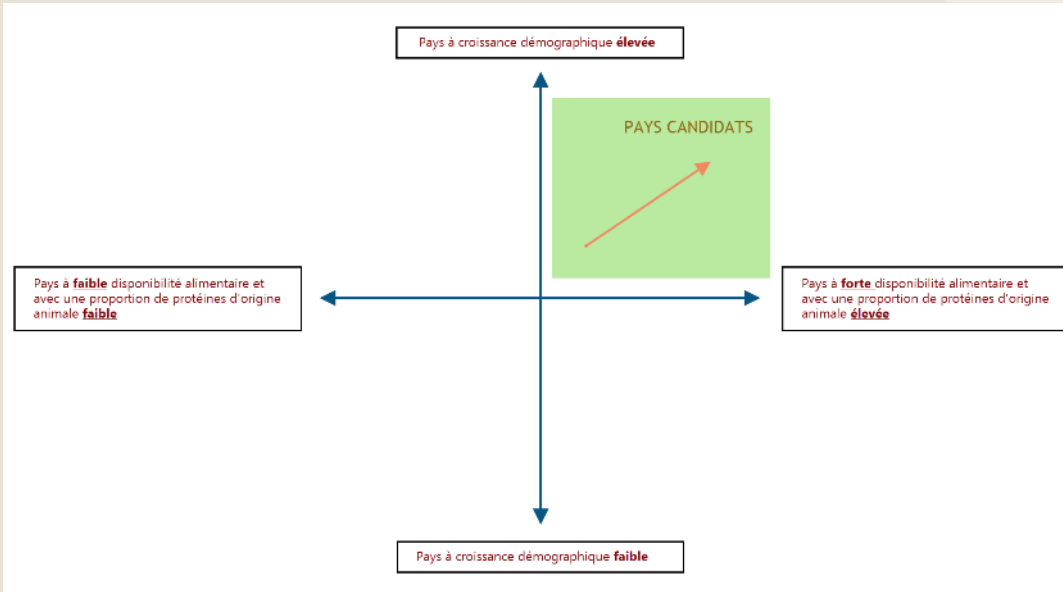 Pays à croissance démographique élevée
PAYS CANDIDATS
Pays à faible disponibilité alimentaire et
avec une proportion de protéines d'origine
animale faible
Pays à forte disponibilité alimentaire et
avec une proportion de protéines d'origine
animale élevée
Pays à croissance démographique faible